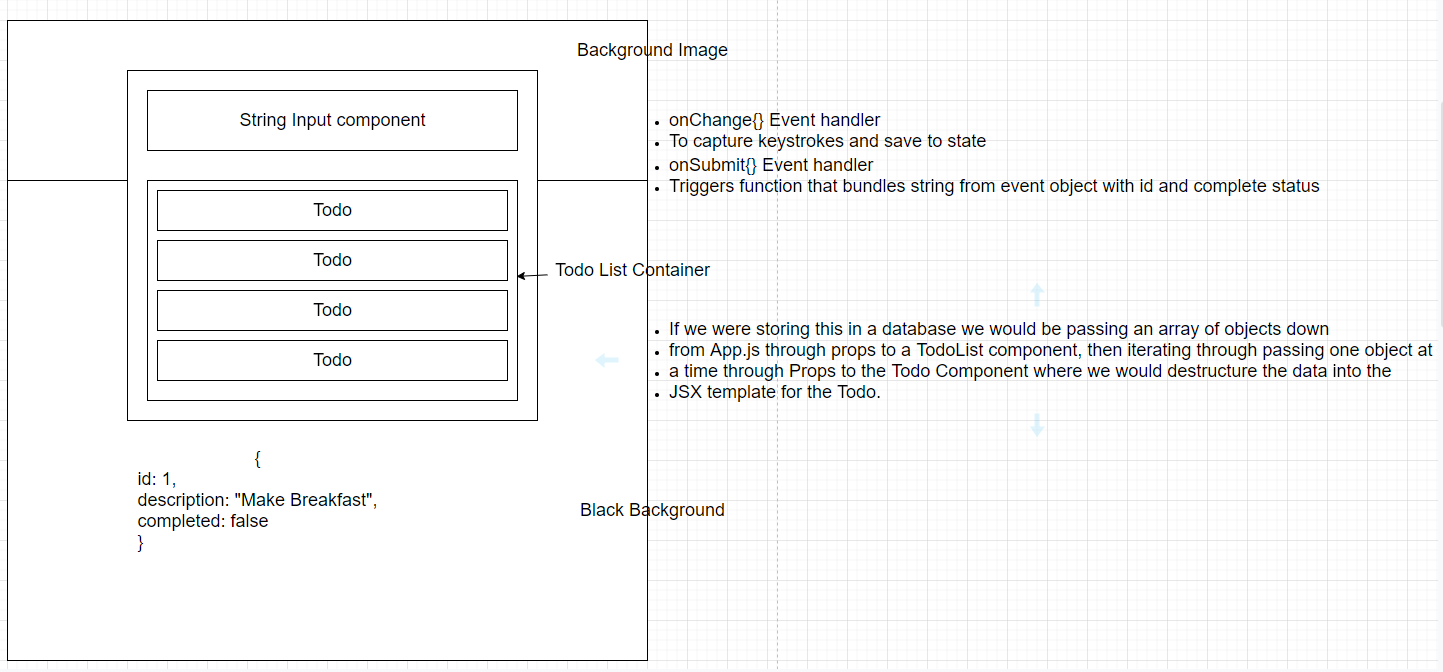 Background Image
String Input component
onChange{} Event handler
To capture keystrokes and save to state
onSubmit{} Event handler
Triggers function that bundles string from event object with id and complete status
Todo
Todo
Todo
Todo
Todo List Container
If we were storing this in a database we would be passing an array of objects down
from App.js through props to a TodoList component, then iterating through passing one object at
a time through Props to the Todo Component where we would destructure the data into the
JSX template for the Todo.
{
id: 1,
description: "Make Breakfast",
completed: false
}
Black Background